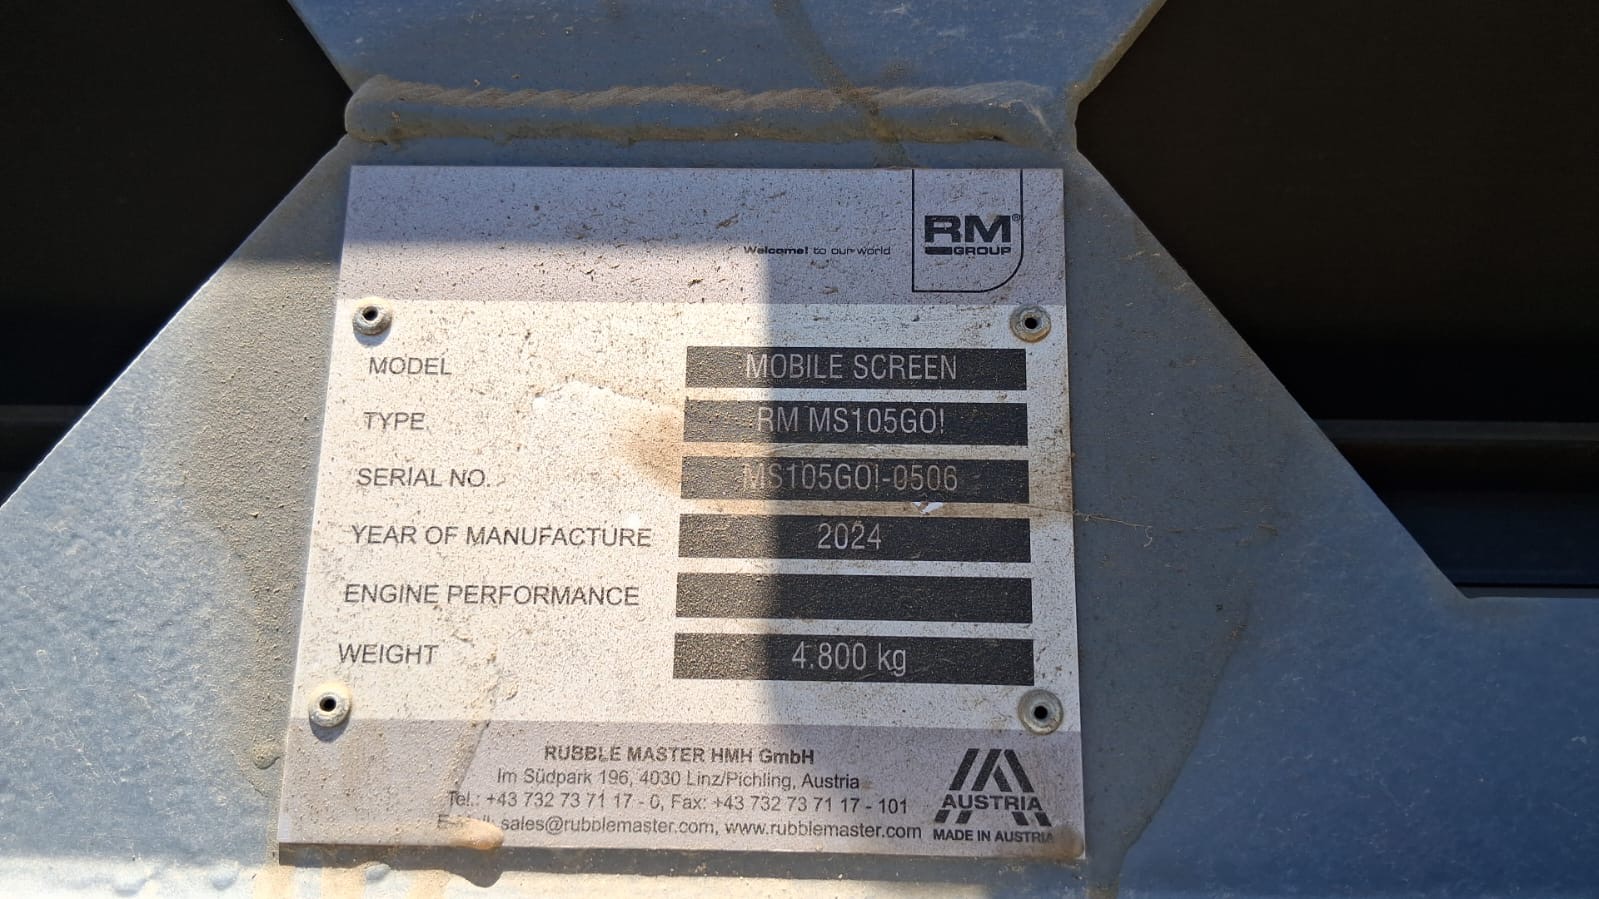 Welcome! to our world
RM®
GROUP
MODEL MOBILE SCREEN
TYPE RM MS105GO!
SERIAL NO. MS105GO!-0506
YEAR OF MANUFACTURE 2024
ENGINE PERFORMANCE
WEIGHT 4.800 kg
RUBBLE MASTER HMH GmbH
Im Südpark 196, 4030 Linz/Pichling, Austria
Tel.: +43 732 73 71 17 - 0, Fax: +43 732 73 71 17 - 101
sales@rubblemaster.com, www.rubblemaster.com
AUSTRIA
MADE IN AUSTRIA